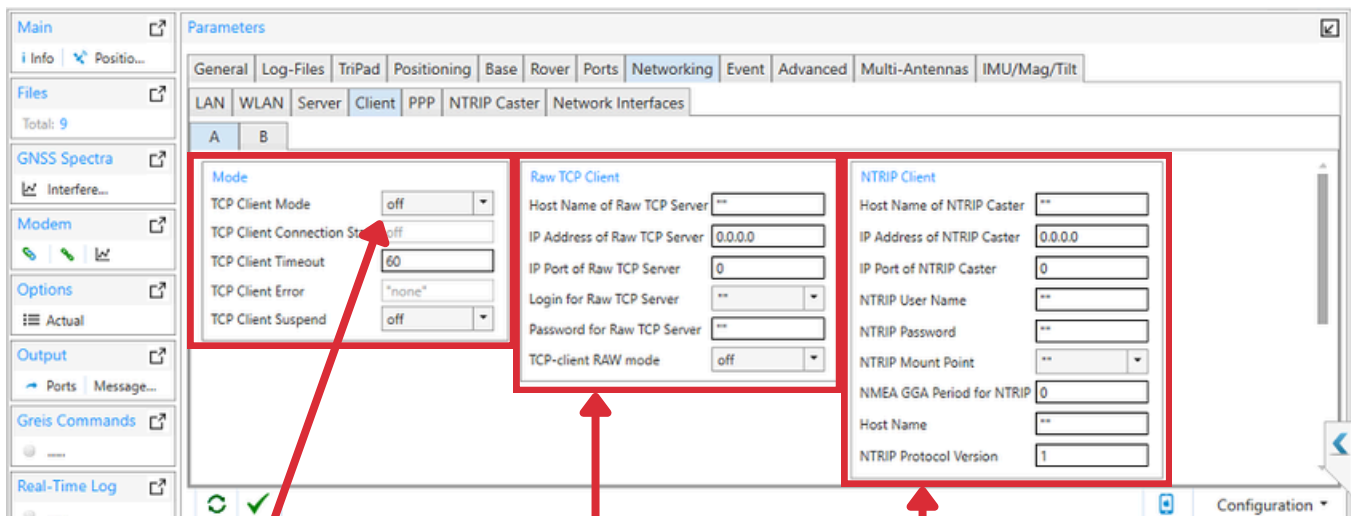 Main
Info
Positio...
Files
Total: 9
GNSS Spectra
Interfere...
Modem
Options
Actual
Output
Ports
Message...
Greis Commands
.....
Real-Time Log
Parameters
General Log-Files TriPad Positioning Base Rover Ports Networking Event Advanced Multi-Antennas IMU/Mag/Tilt
LAN WLAN Server Client PPP NTRIP Caster Network Interfaces
A B
Mode
TCP Client Mode off
TCP Client Connection off
TCP Client Timeout 60
TCP Client Error "none"
TCP Client Suspend off
Raw TCP Client
Host Name of Raw TCP Server ""
IP Address of Raw TCP Server 0.0.0.0
IP Port of Raw TCP Server 0
Login for Raw TCP Server ""
Password for Raw TCP Server ""
TCP-client RAW mode off
NTRIP Client
Host Name of NTRIP Caster ""
IP Address of NTRIP Caster 0.0.0.0
IP Port of NTRIP Caster 0
NTRIP User Name ""
NTRIP Password ""
NTRIP Mount Point ""
NMEA GGA Period for NTRIP 0
Host Name ""
NTRIP Protocol Version 1
Configuration